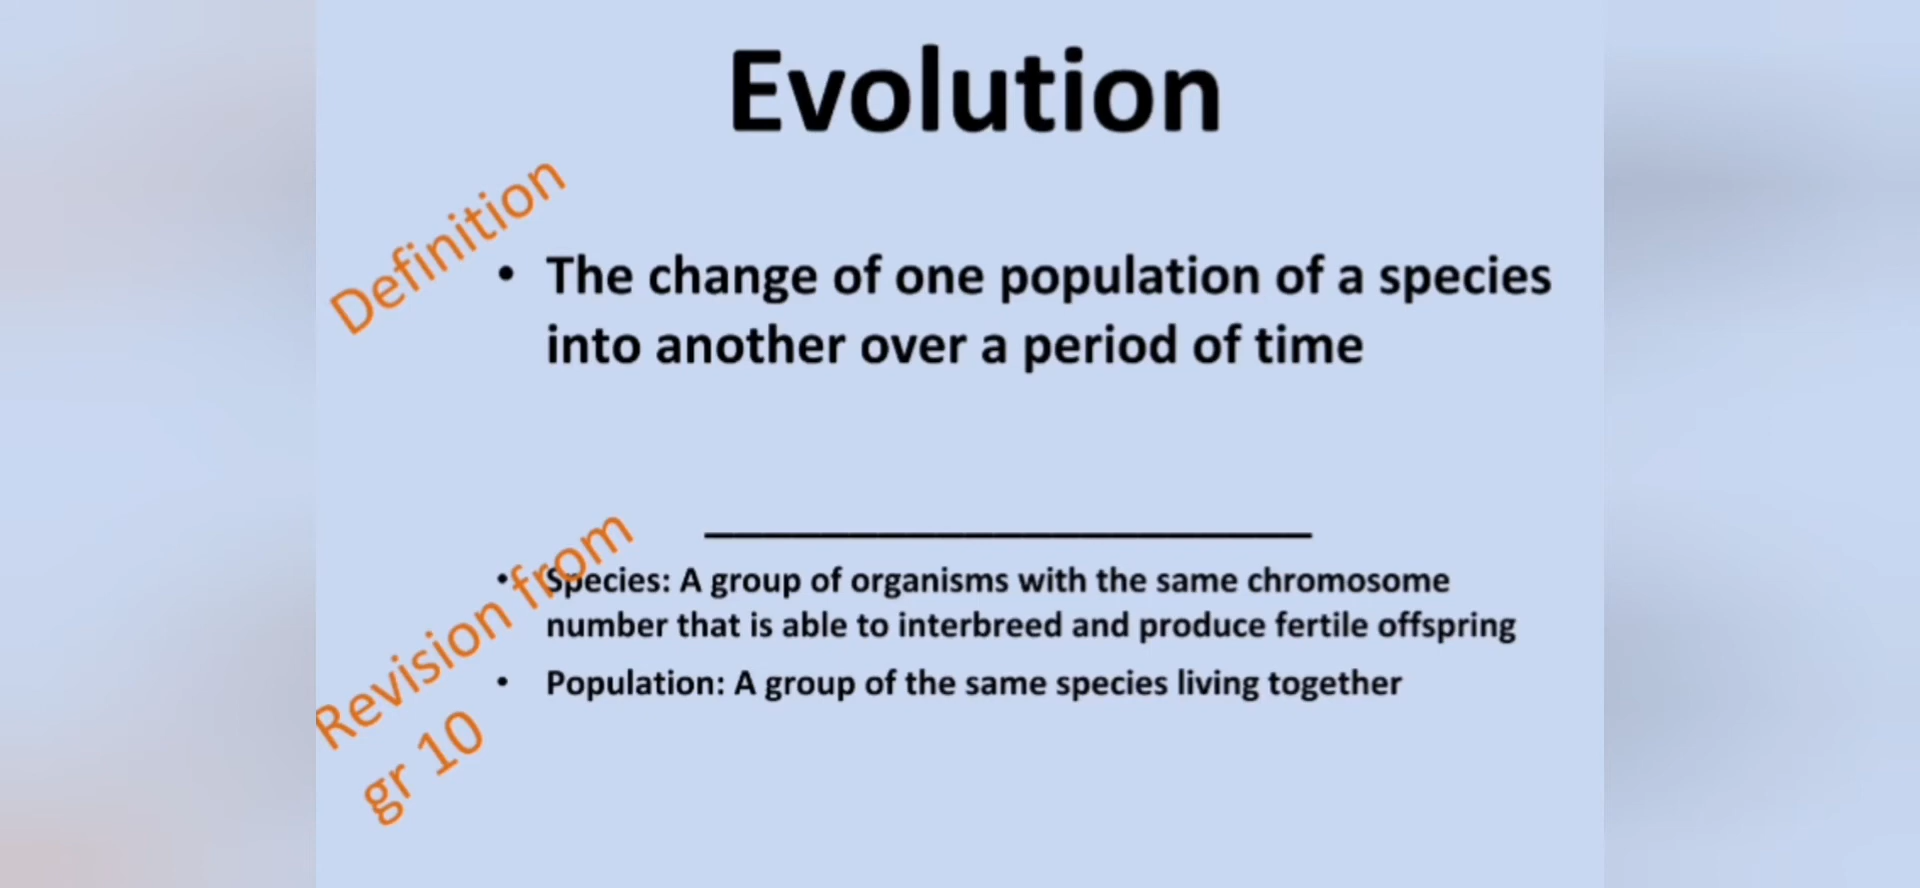 Evolution
Definition
• The change of one population of a species
into another over a period of time
Revision from
gr 10
• Species: A group of organisms with the same chromosome
number that is able to interbreed and produce fertile offspring
• Population: A group of the same species living together